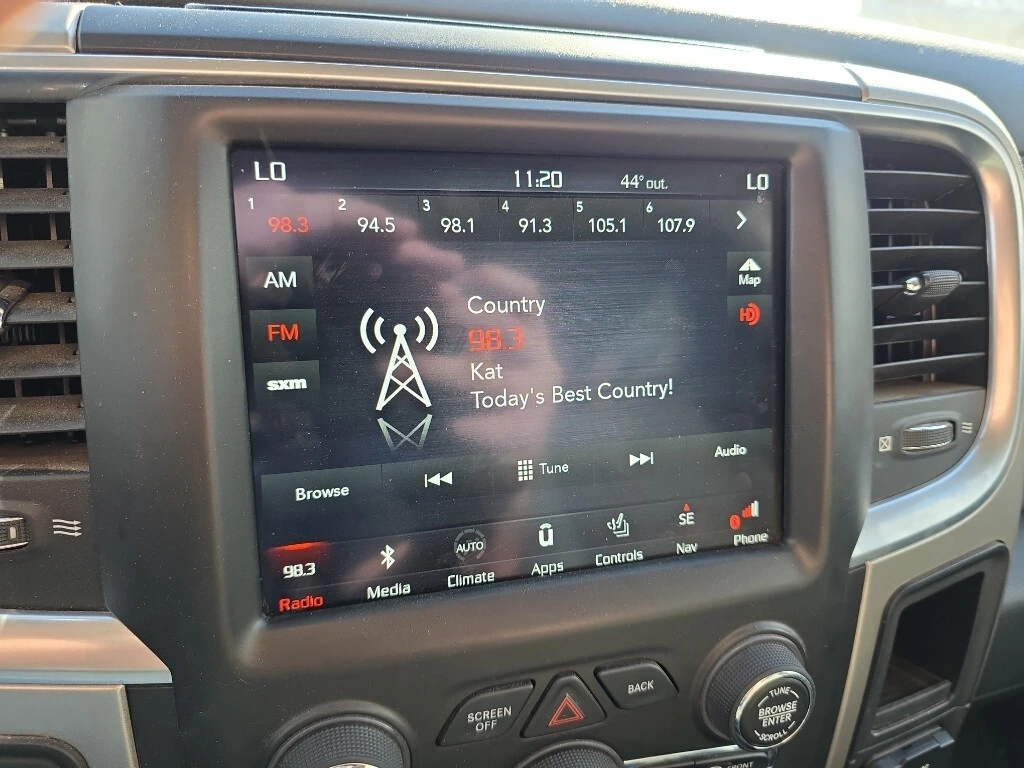 LO 11:20 44° out. LO
1 2 3 4 5 6
98.3 94.5 98.1 91.3 105.1 107.9
AM
Map
FM
HD
sxm
Country
98.3
Kat
Today's Best Country!
Browse Tune Audio
98.3 AUTO SE
Radio Media Climate Apps Controls Nav Phone
SCREEN OFF
BACK
TUNE
BROWSE
ENTER
SCROLL
FRONT